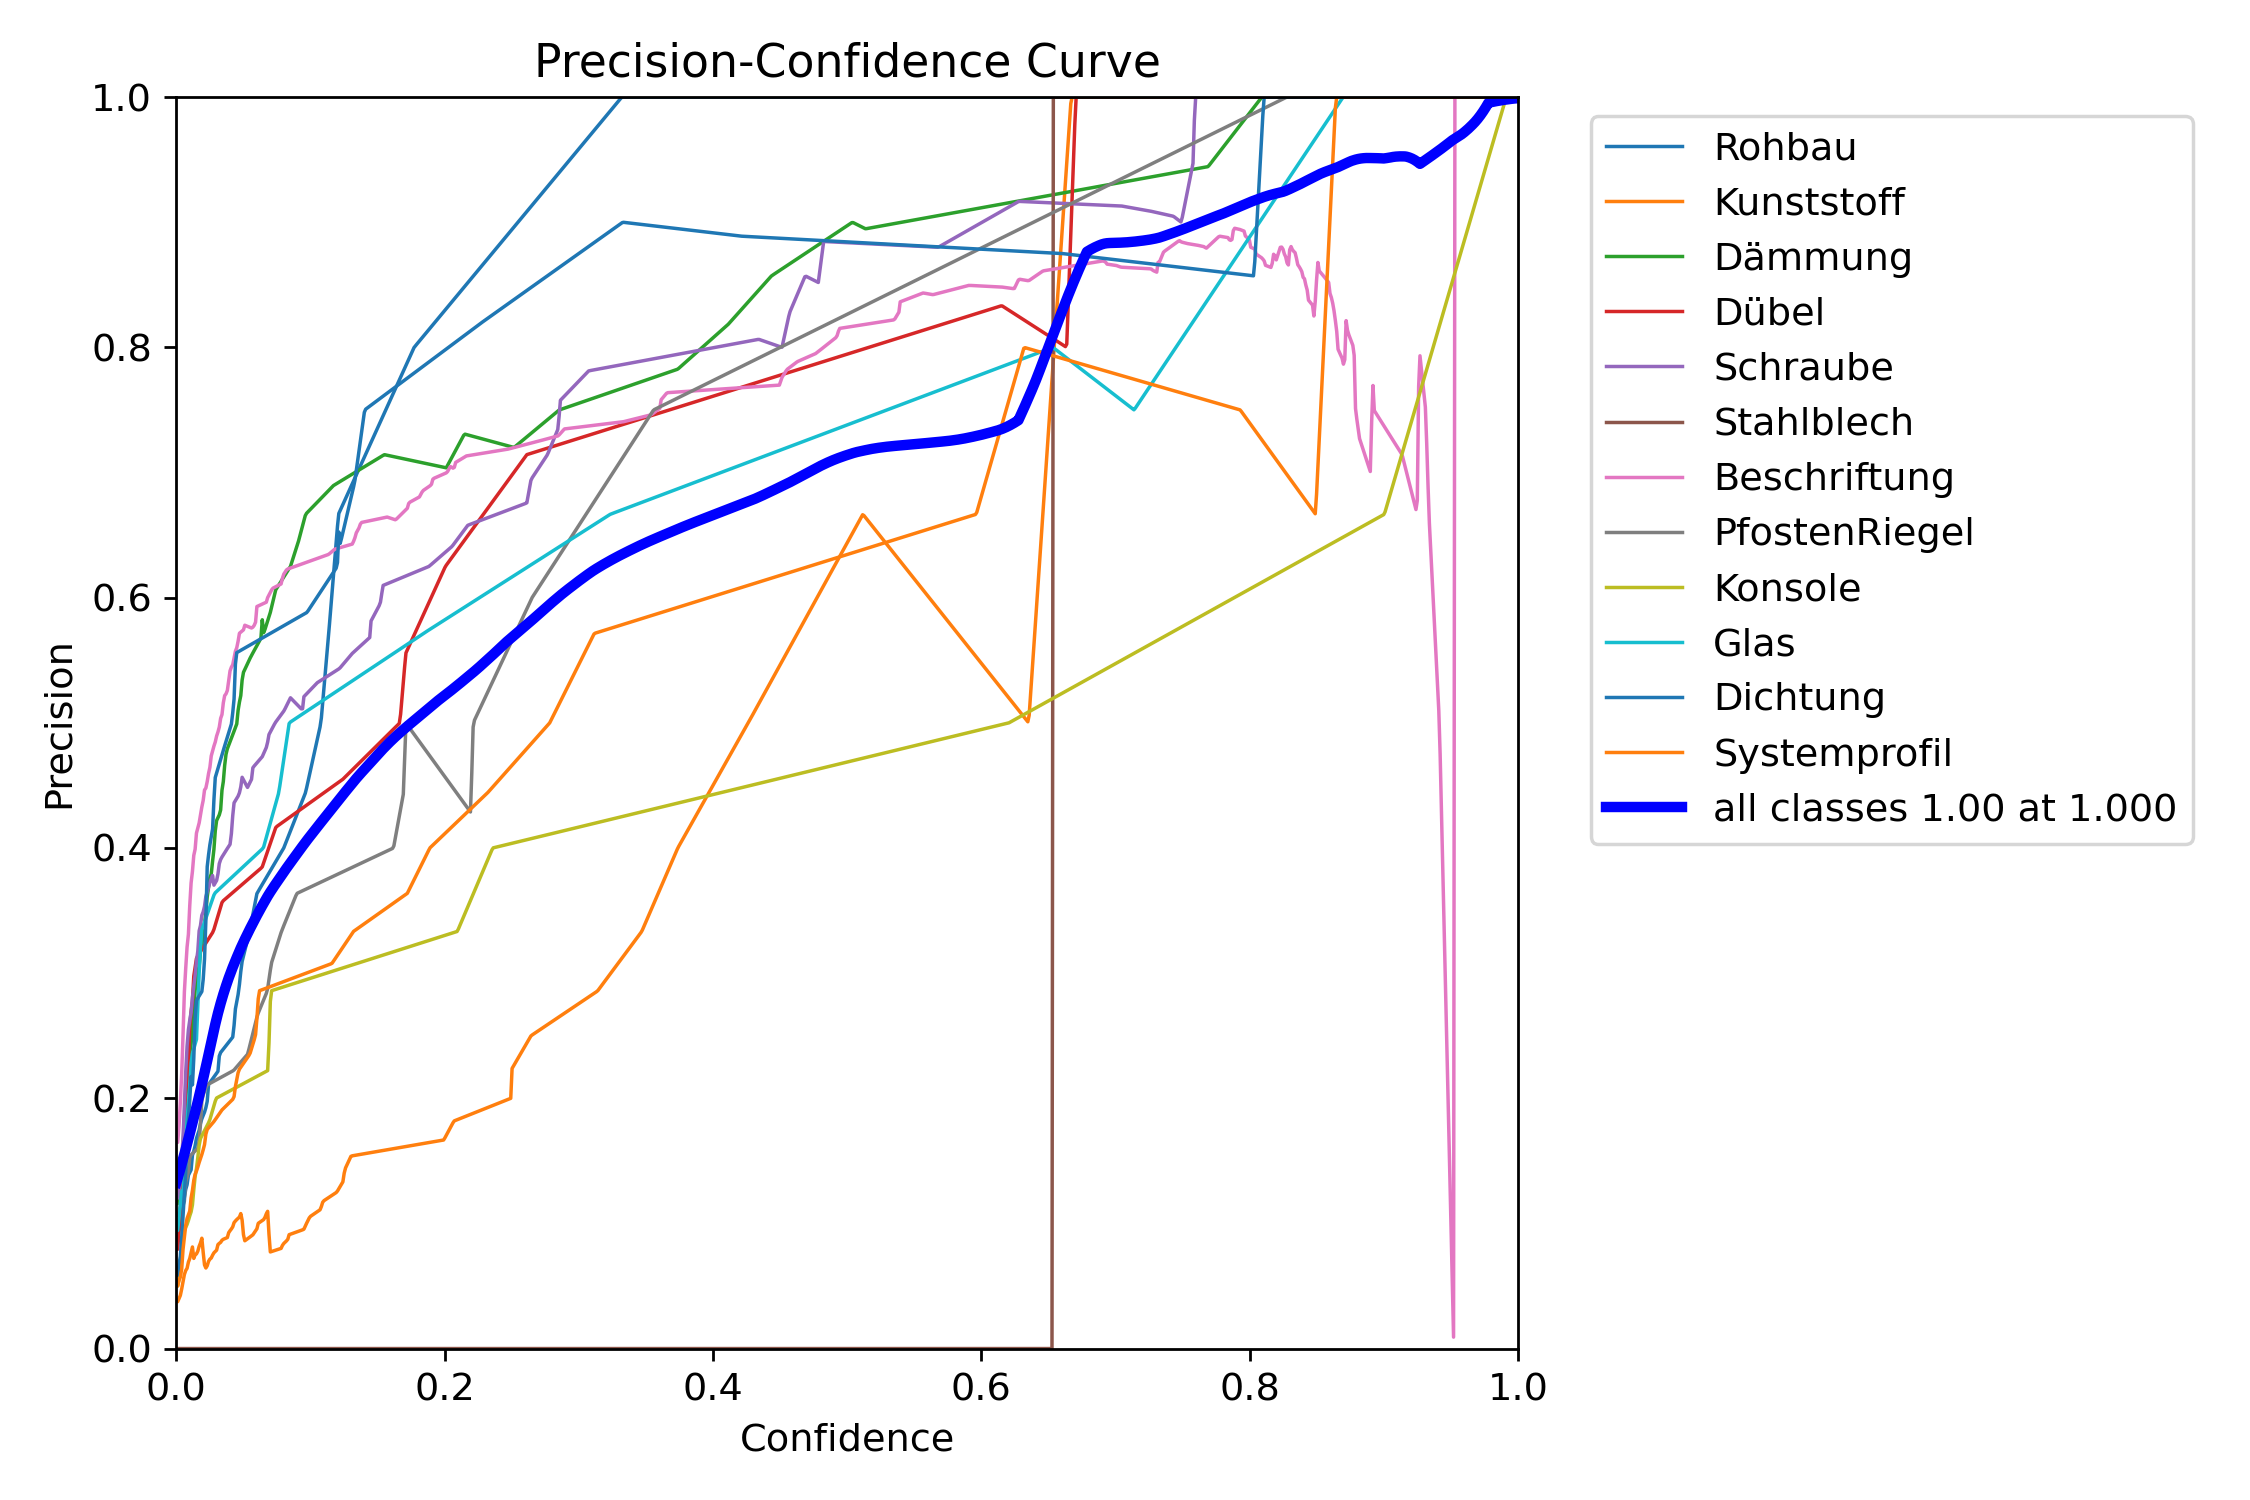 Precision-Confidence Curve
1.0
0.8
0.6
0.4
0.2
0.0
Precision
0.0 0.2 0.4 0.6 0.8 1.0
Confidence
Rohbau
Kunststoff
Dämmung
Dübel
Schraube
Stahlblech
Beschriftung
PfostenRiegel
Konsole
Glas
Dichtung
Systemprofil
all classes 1.00 at 1.000